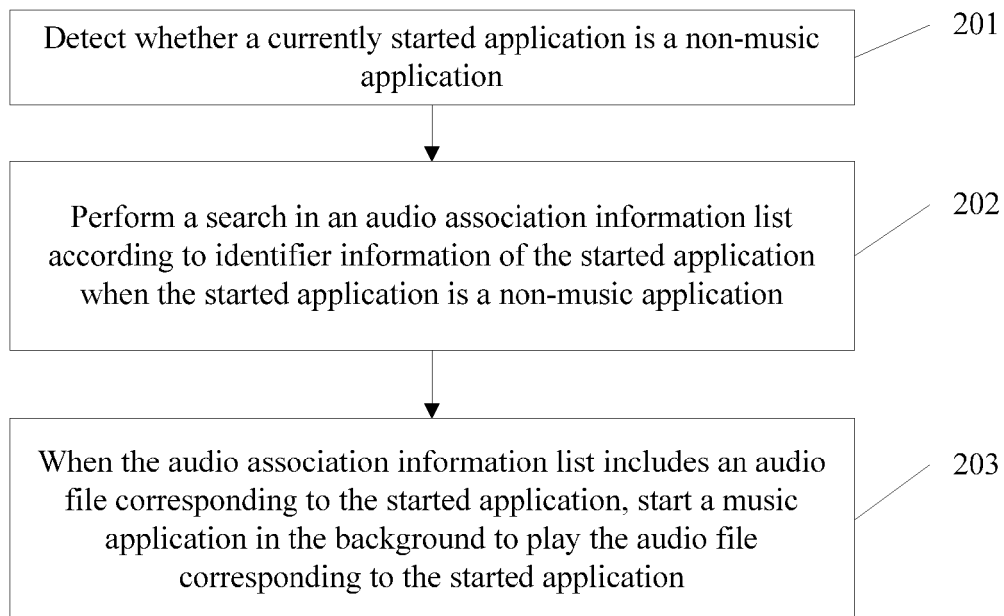 Detect whether a currently started application is a non-music
application
201
Perform a search in an audio association information list
according to identifier information of the started application
when the started application is a non-music application
202
When the audio association information list includes an audio
file corresponding to the started application, start a music
application in the background to play the audio file
corresponding to the started application
203